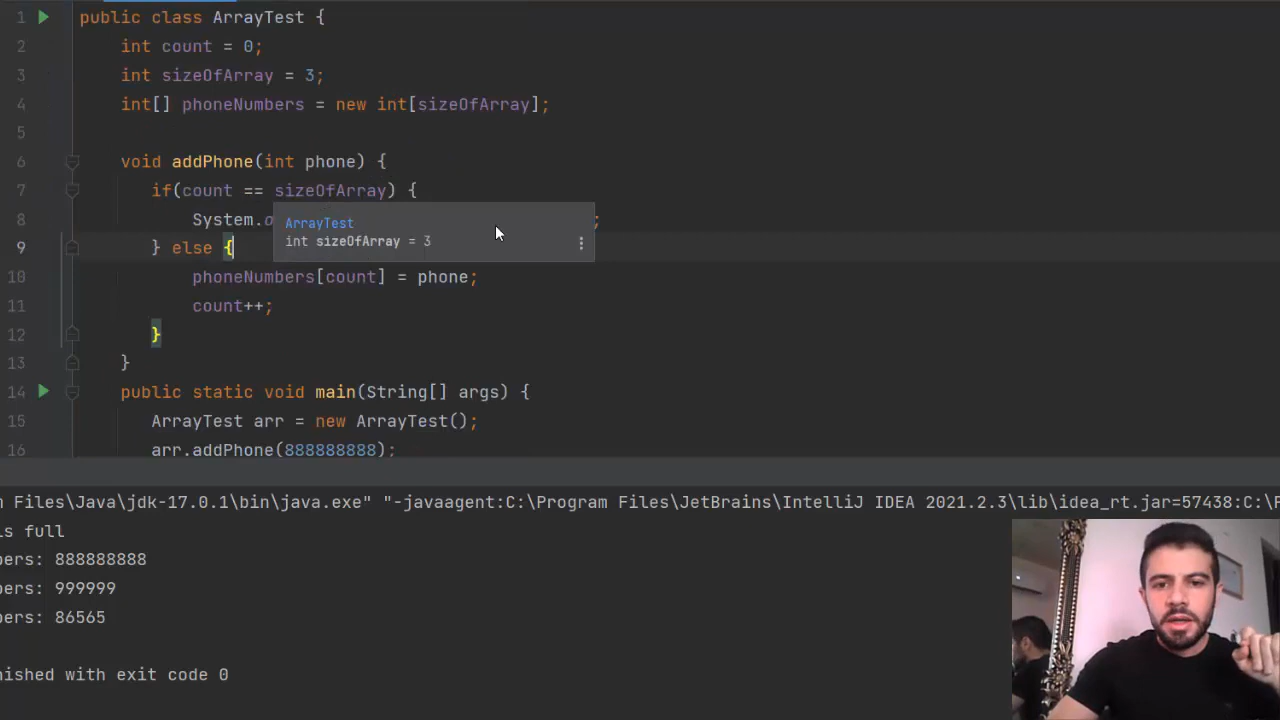 1 public class ArrayTest {
2 int count = 0;
3 int sizeOfArray = 3;
4 int[] phoneNumbers = new int[sizeOfArray];
5
6 void addPhone(int phone) {
7 if(count == sizeOfArray) {
8 System.o ;
ArrayTest
int sizeOfArray = 3
9 } else {
10 phoneNumbers[count] = phone;
11 count++;
12 }
13 }
14 public static void main(String[] args) {
15 ArrayTest arr = new ArrayTest();
16 arr.addPhone(888888888);
m Files\Java\jdk-17.0.1\bin\java.exe" "-javaagent:C:\Program Files\JetBrains\IntelliJ IDEA 2021.2.3\lib\idea_rt.jar=57438:C:\P
is full
bers: 888888888
bers: 999999
bers: 86565
nished with exit code 0